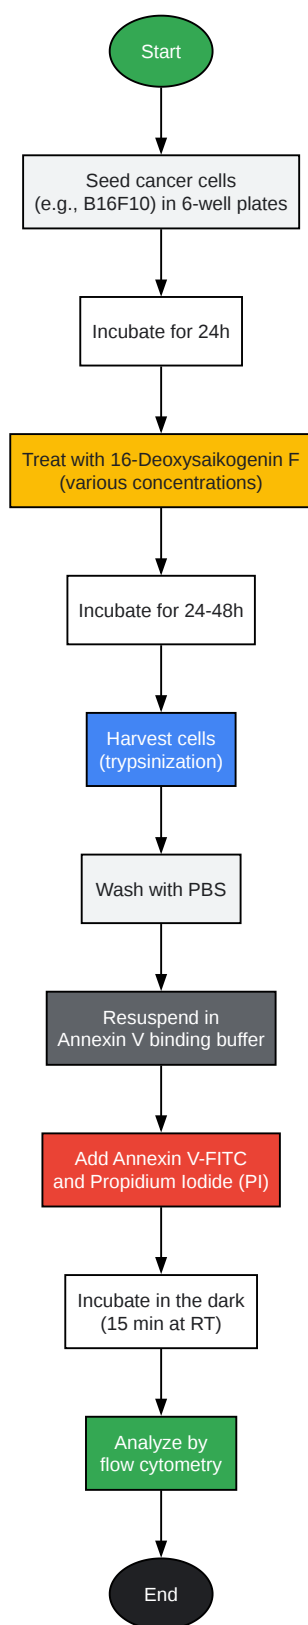 Start
Seed cancer cells
(e.g., B16F10) in 6-well plates
Incubate for 24h
Treat with 16-Deoxysaikogenin F
(various concentrations)
Incubate for 24-48h
Harvest cells
(trypsinization)
Wash with PBS
Resuspend in
Annexin V binding buffer
Add Annexin V-FITC
and Propidium Iodide (PI)
Incubate in the dark
(15 min at RT)
Analyze by
flow cytometry
End